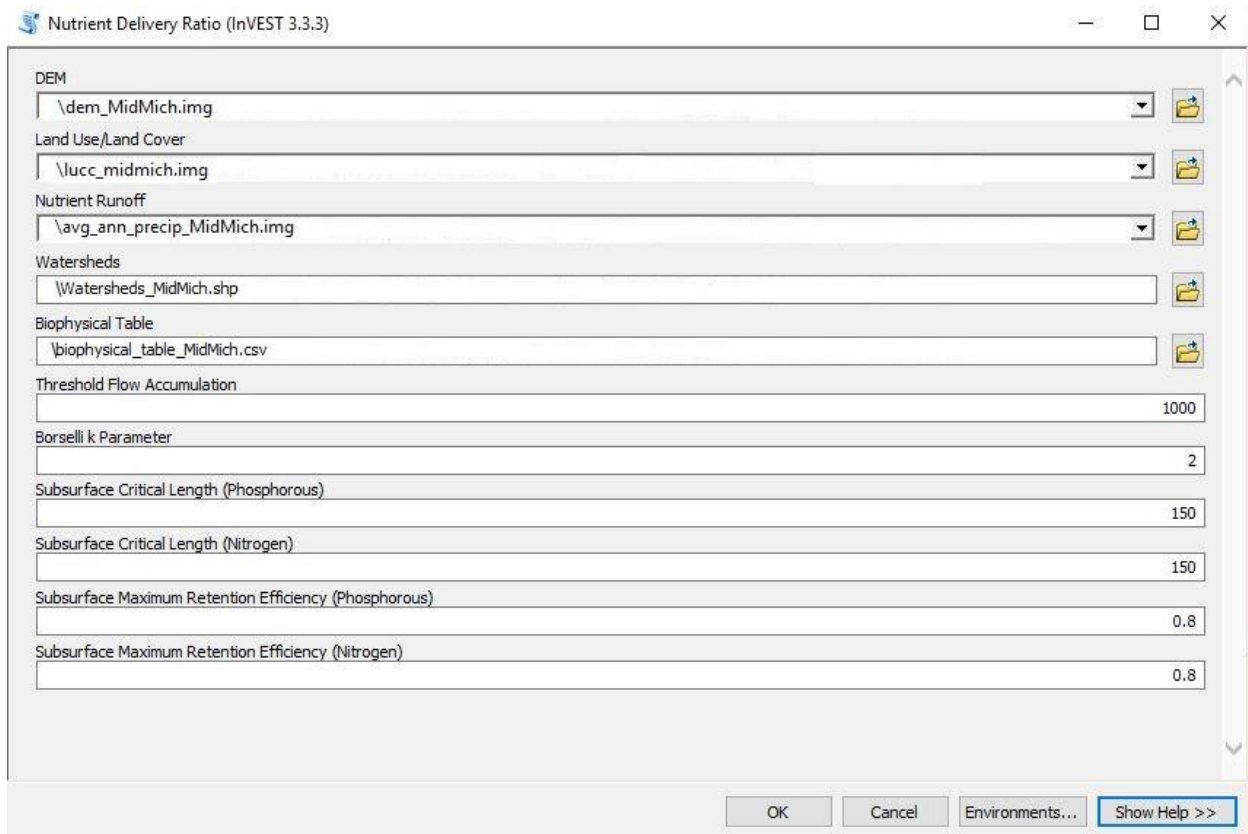 Nutrient Delivery Ratio (InVEST 3.3.3)
DEM
\dem_MidMich.img
Land Use/Land Cover
\lucc_midmich.img
Nutrient Runoff
\avg_ann_precip_MidMich.img
Watersheds
\Watersheds_MidMich.shp
Biophysical Table
\biophysical_table_MidMich.csv
Threshold Flow Accumulation
1000
Borselli k Parameter
2
Subsurface Critical Length (Phosphorous)
150
Subsurface Critical Length (Nitrogen)
150
Subsurface Maximum Retention Efficiency (Phosphorous)
0.8
Subsurface Maximum Retention Efficiency (Nitrogen)
0.8
OK Cancel Environments... Show Help >>